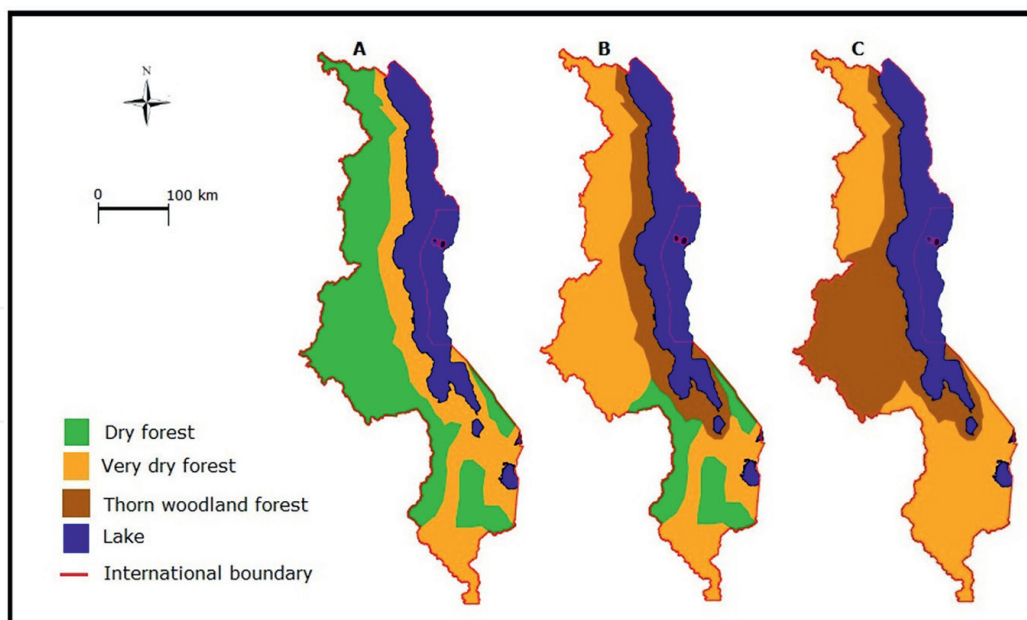 A
B
C
N
0 100 km
Dry forest
Very dry forest
Thorn woodland forest
Lake
International boundary